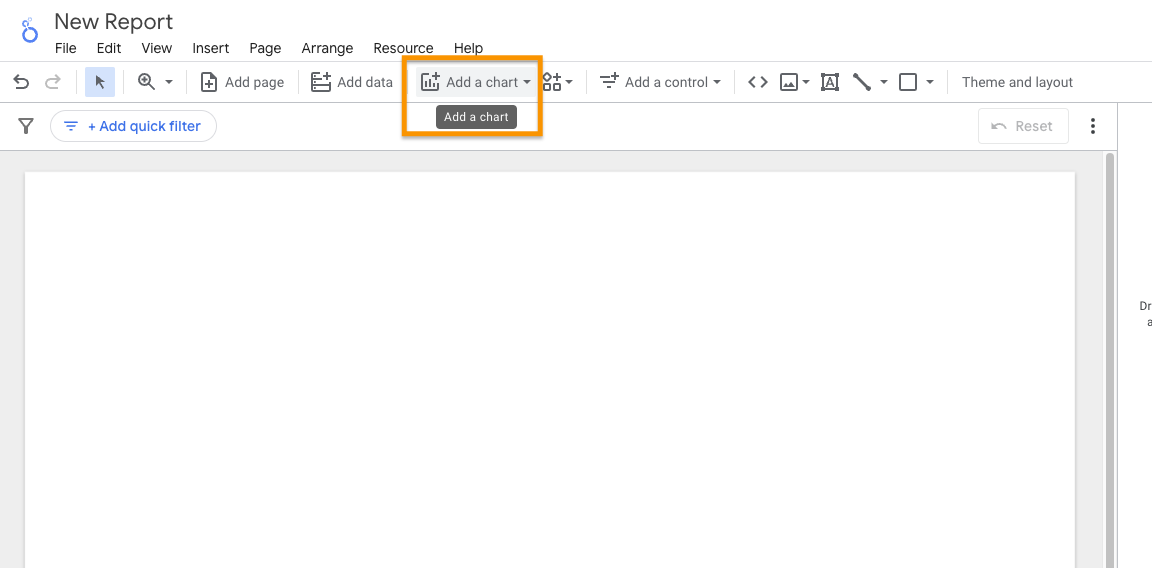 New Report
File Edit View Insert Page Arrange Resource Help
Add page Add data Add a chart Add a control Theme and layout
+ Add quick filter Add a chart Reset
Dr
a